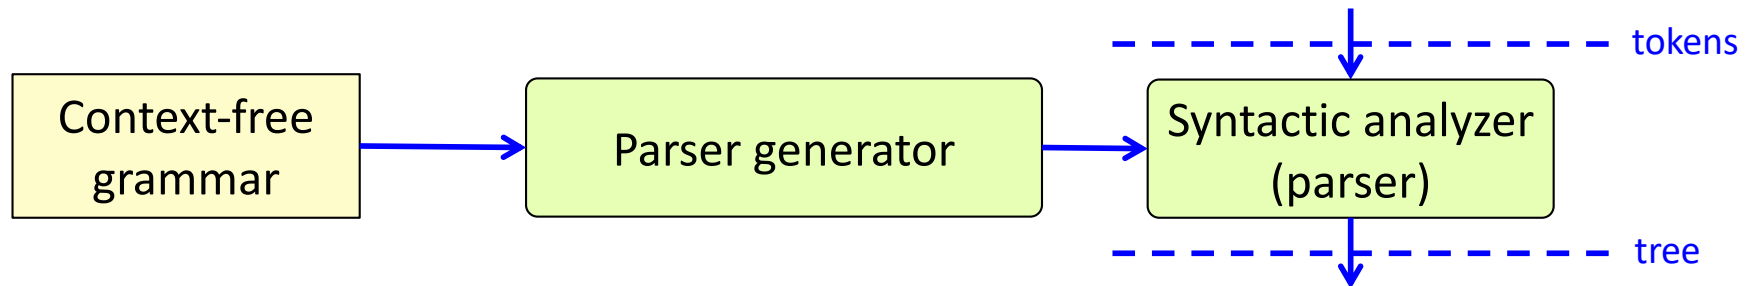 tokens
Context-free
grammar
Parser generator
Syntactic analyzer
(parser)
tree